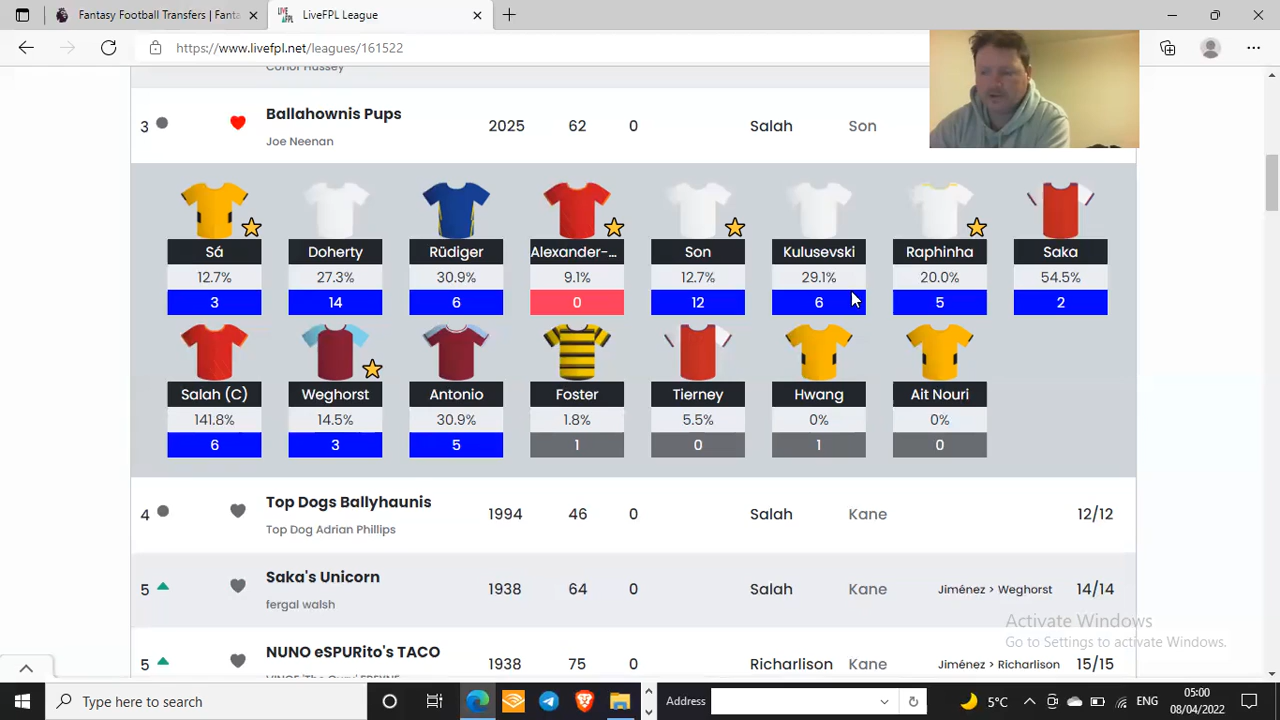 Fantasy Football Transfers | Fanta
LiveFPL League
https://www.livefpl.net/leagues/161522
Conor Hussey
3 Ballahownis Pups 2025 62 0 Salah Son
Joe Neenan
Sá Doherty Rüdiger Alexander-... Son Kulusevski Raphinha Saka
12.7% 27.3% 30.9% 9.1% 12.7% 29.1% 20.0% 54.5%
3 14 6 0 12 6 5 2
Salah (C) Weghorst Antonio Foster Tierney Hwang Ait Nouri
141.8% 14.5% 30.9% 1.8% 5.5% 0% 0%
6 3 5 1 0 1 0
4 Top Dogs Ballyhaunis 1994 46 0 Salah Kane 12/12
Top Dog Adrian Phillips
5 Saka's Unicorn 1938 64 0 Salah Kane Jiménez > Weghorst 14/14
fergal walsh
Activate Windows
Go to Settings to activate Windows.
5 NUNO eSPURito's TACO 1938 75 0 Richarlison Kane Jiménez > Richarlison 15/15
Type here to search
Address
5°C
ENG
05:00
08/04/2022